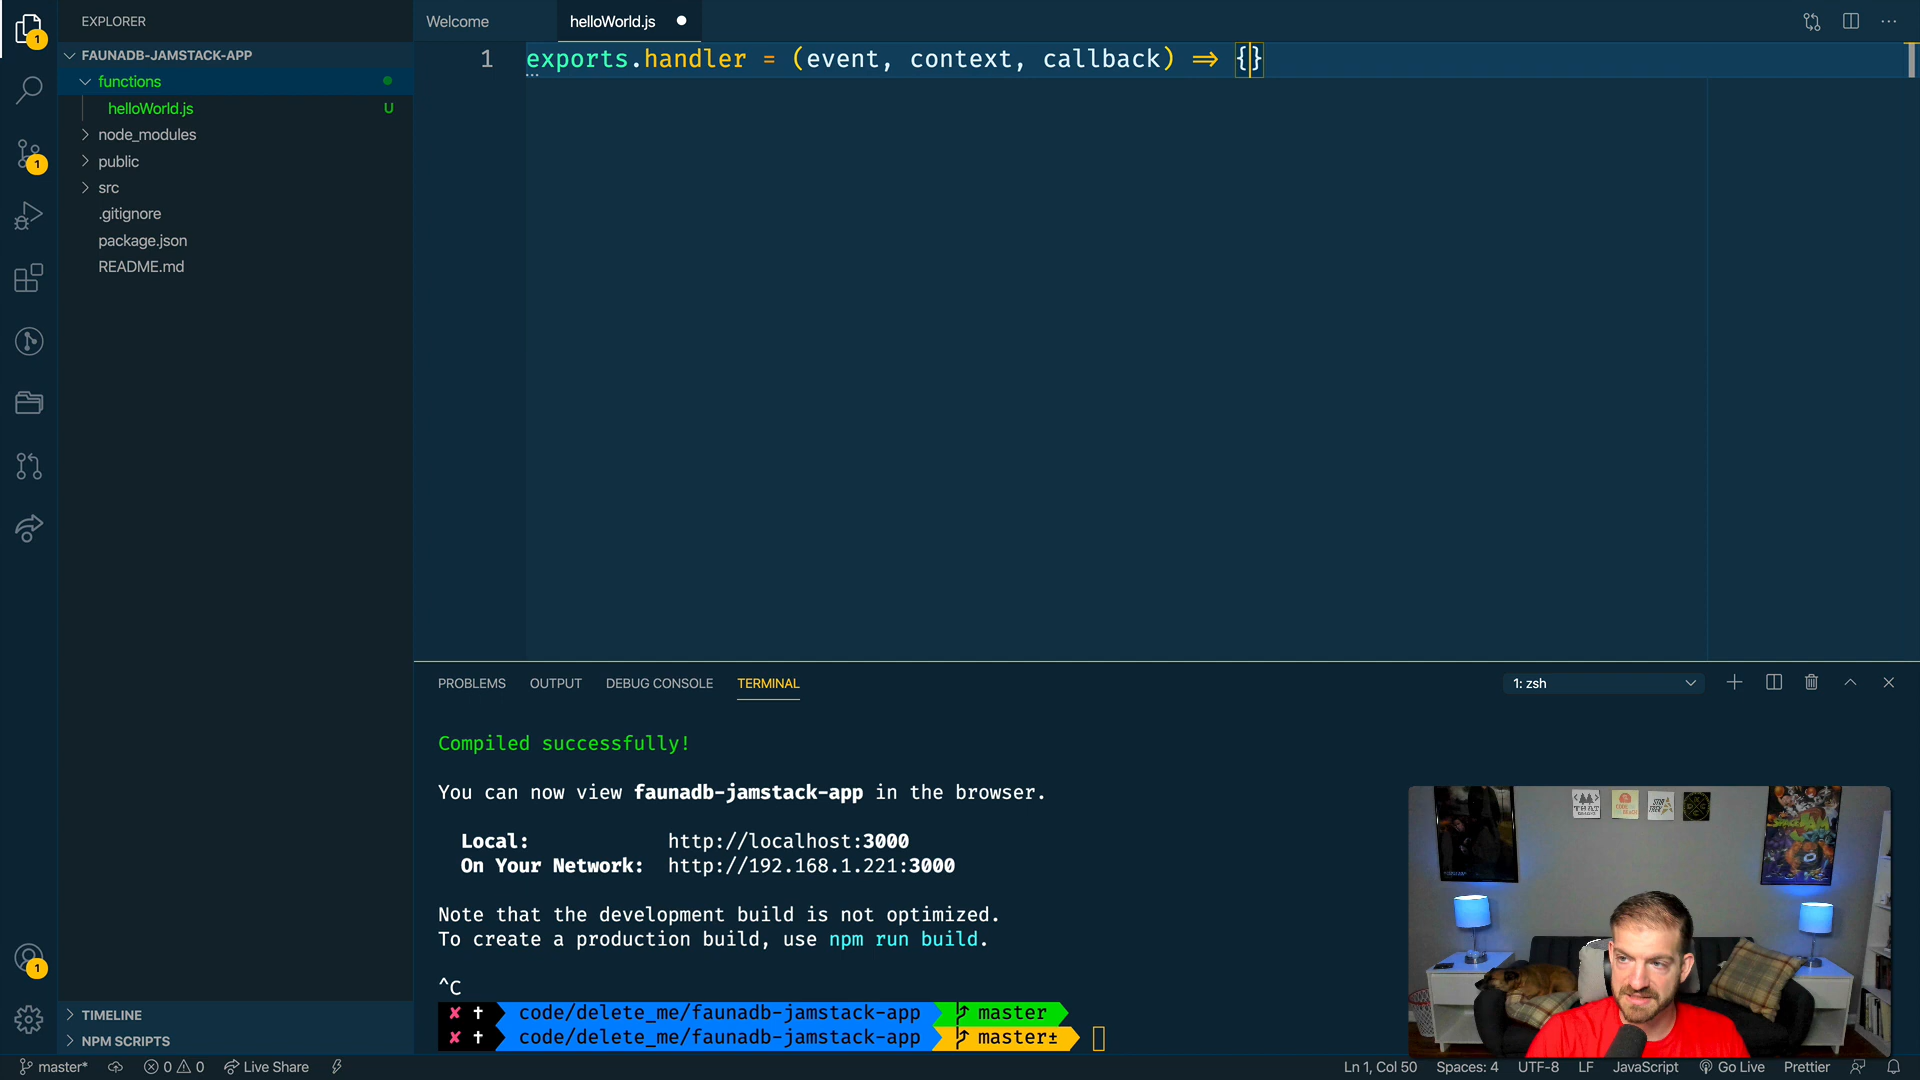 EXPLORER
FAUNADB-JAMSTACK-APP
functions
helloWorld.js U
node_modules
public
src
.gitignore
package.json
README.md
TIMELINE
NPM SCRIPTS
1
1
1
Welcome
helloWorld.js
1 exports.handler = (event, context, callback) => {}
PROBLEMS OUTPUT DEBUG CONSOLE TERMINAL
1: zsh
Compiled successfully!
You can now view faunadb-jamstack-app in the browser.
Local: http://localhost:3000
On Your Network: http://192.168.1.221:3000
Note that the development build is not optimized.
To create a production build, use npm run build.
^C
✘ † code/delete_me/faunadb-jamstack-app master
✘ † code/delete_me/faunadb-jamstack-app master±
master* 0 0 Live Share Ln 1, Col 50 Spaces: 4 UTF-8 LF JavaScript Go Live Prettier